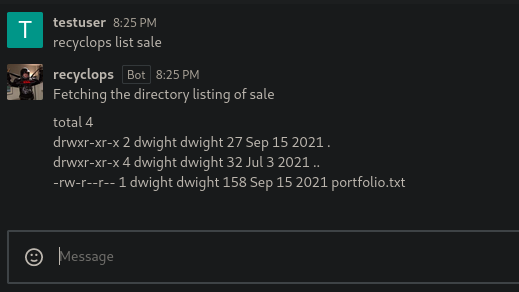 T
testuser 8:25 PM
recyclops list sale
recyclops Bot 8:25 PM
Fetching the directory listing of sale
total 4
drwxr-xr-x 2 dwight dwight 27 Sep 15 2021 .
drwxr-xr-x 4 dwight dwight 32 Jul 3 2021 ..
-rw-r--r-- 1 dwight dwight 158 Sep 15 2021 portfolio.txt
Message